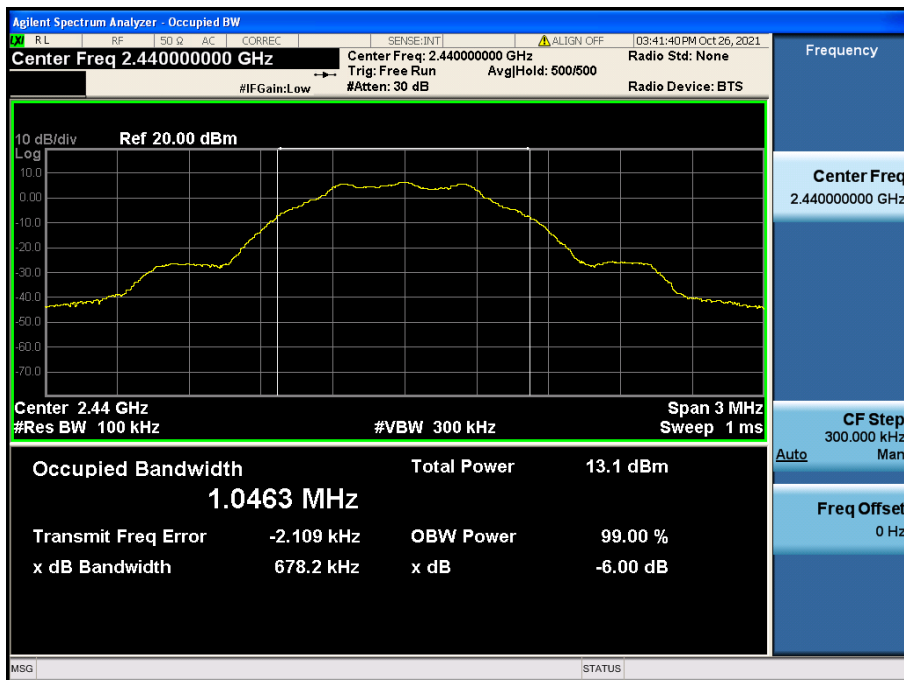 Agilent Spectrum Analyzer - Occupied BW
LXI RL RF 50 Ω AC CORREC SENSE:INT ALIGN OFF 03:41:40 PM Oct 26, 2021
Center Freq 2.440000000 GHz
Center Freq: 2.440000000 GHz
Radio Std: None
Trig: Free Run Avg|Hold: 500/500
#IFGain:Low
#Atten: 30 dB
Radio Device: BTS
10 dB/div Ref 20.00 dBm
Log
10.0
0.00
-10.0
-20.0
-30.0
-40.0
-50.0
-60.0
-70.0
Center 2.44 GHz
Span 3 MHz
#Res BW 100 kHz
#VBW 300 kHz
Sweep 1 ms
Occupied Bandwidth
1.0463 MHz
Total Power 13.1 dBm
Transmit Freq Error -2.109 kHz
OBW Power 99.00 %
x dB Bandwidth 678.2 kHz
x dB -6.00 dB
Frequency
Center Freq
2.440000000 GHz
CF Step
300.000 kHz
Auto Man
Freq Offset
0 Hz
MSG
STATUS